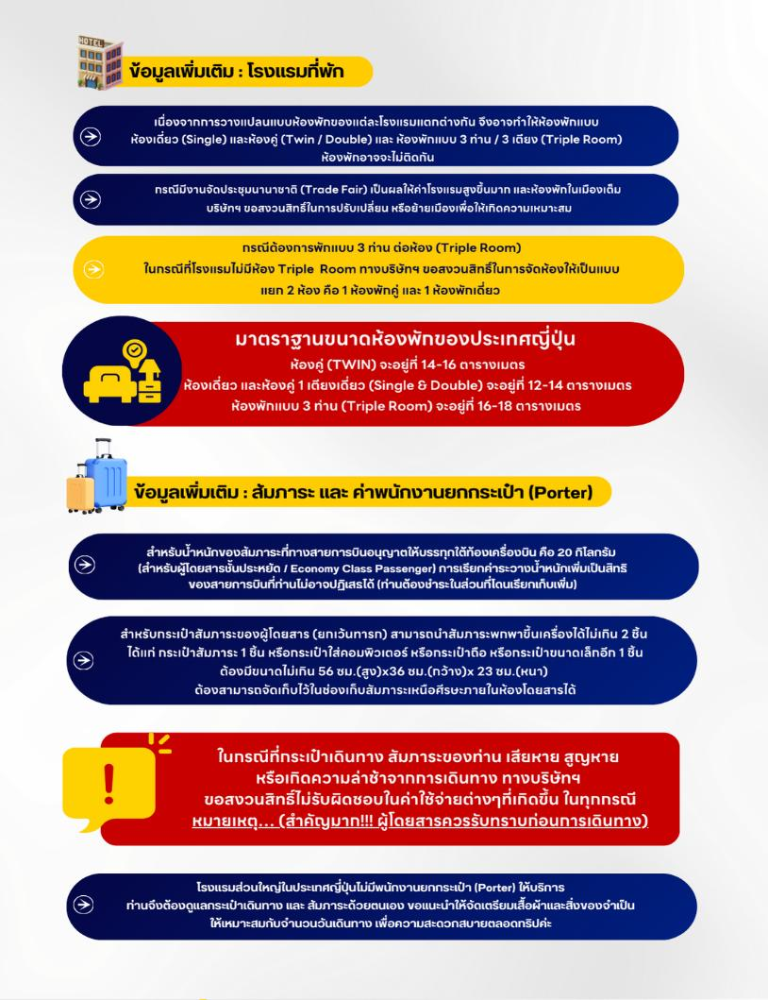 HOTEL
ข้อมูลเพิ่มเติม : โรงแรมที่พัก
เนื่องจากการวางแปลนแบบห้องพักของแต่ละโรงแรมแตกต่างกัน จึงอาจทำให้ห้องพักแบบ
ห้องเดี่ยว (Single) และห้องคู่ (Twin / Double) และ ห้องพักแบบ 3 ท่าน / 3 เตียง (Triple Room)
ห้องพักอาจจะไม่ติดกัน
กรณีมีงานจัดประชุมนานาชาติ (Trade Fair) เป็นผลให้ค่าโรงแรมสูงขึ้นมาก และห้องพักในเมืองเต็ม
บริษัทฯ ขอสงวนสิทธิ์ในการปรับเปลี่ยน หรือย้ายเมืองเพื่อให้เกิดความเหมาะสม
กรณีต้องการพักแบบ 3 ท่าน ต่อห้อง (Triple Room)
ในกรณีที่โรงแรมไม่มีห้อง Triple Room ทางบริษัทฯ ขอสงวนสิทธิ์ในการจัดห้องให้เป็นแบบ
แยก 2 ห้อง คือ 1 ห้องพักคู่ และ 1 ห้องพักเดี่ยว
มาตราฐานขนาดห้องพักของประเทศญี่ปุ่น
ห้องคู่ (TWIN) จะอยู่ที่ 14-16 ตารางเมตร
ห้องเดี่ยว และห้องคู่ 1 เตียงเดี่ยว (Single & Double) จะอยู่ที่ 12-14 ตารางเมตร
ห้องพักแบบ 3 ท่าน (Triple Room) จะอยู่ที่ 16-18 ตารางเมตร
ข้อมูลเพิ่มเติม : สัมภาระ และ ค่าพนักงานยกกระเป๋า (Porter)
สำหรับน้ำหนักของสัมภาระที่ทางสายการบินอนุญาตให้บรรทุกใต้ท้องเครื่องบิน คือ 20 กิโลกรัม
(สำหรับผู้โดยสารชั้นประหยัด / Economy Class Passenger) การเรียกค่าระวางน้ำหนักเพิ่มเป็นสิทธิ
ของสายการบินที่ท่านไม่อาจปฏิเสธได้ (ท่านต้องชำระในส่วนที่โดนเรียกเก็บเพิ่ม)
สำหรับกระเป๋าสัมภาระของผู้โดยสาร (ยกเว้นทารก) สามารถนำสัมภาระพกพาขึ้นเครื่องได้ไม่เกิน 2 ชิ้น
ได้แก่ กระเป๋าสัมภาระ 1 ชิ้น หรือกระเป๋าใส่คอมพิวเตอร์ หรือกระเป๋าถือ หรือกระเป๋าขนาดเล็กอีก 1 ชิ้น
ต้องมีขนาดไม่เกิน 56 ซม.(สูง)x36 ซม.(กว้าง)x 23 ซม.(หนา)
ต้องสามารถจัดเก็บไว้ในช่องเก็บสัมภาระเหนือศีรษะภายในห้องโดยสารได้
ในกรณีที่กระเป๋าเดินทาง สัมภาระของท่าน เสียหาย สูญหาย
หรือเกิดความล่าช้าจากการเดินทาง ทางบริษัทฯ
ขอสงวนสิทธิ์ไม่รับผิดชอบในค่าใช้จ่ายต่างๆที่เกิดขึ้น ในทุกกรณี
หมายเหตุ... (สำคัญมาก!!! ผู้โดยสารควรรับทราบก่อนการเดินทาง)
โรงแรมส่วนใหญ่ในประเทศญี่ปุ่นไม่มีพนักงานยกกระเป๋า (Porter) ให้บริการ
ท่านจึงต้องดูแลกระเป๋าเดินทาง และ สัมภาระด้วยตนเอง ขอแนะนำให้จัดเตรียมเสื้อผ้าและสิ่งของจำเป็น
ให้เหมาะสมกับจำนวนวันเดินทาง เพื่อความสะดวกสบายตลอดทริปค่ะ